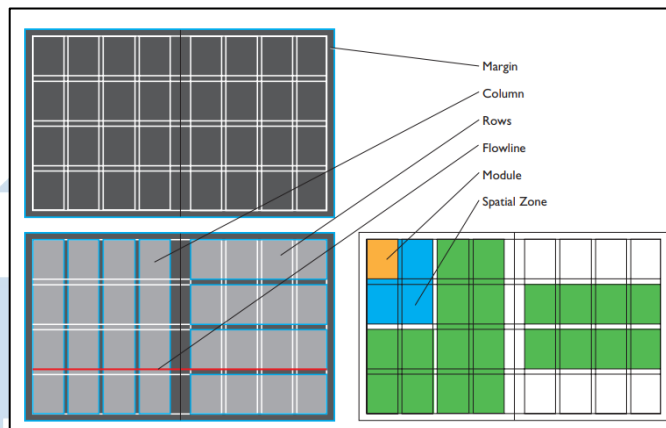 Margin
Column
Rows
Flowline
Module
Spatial Zone